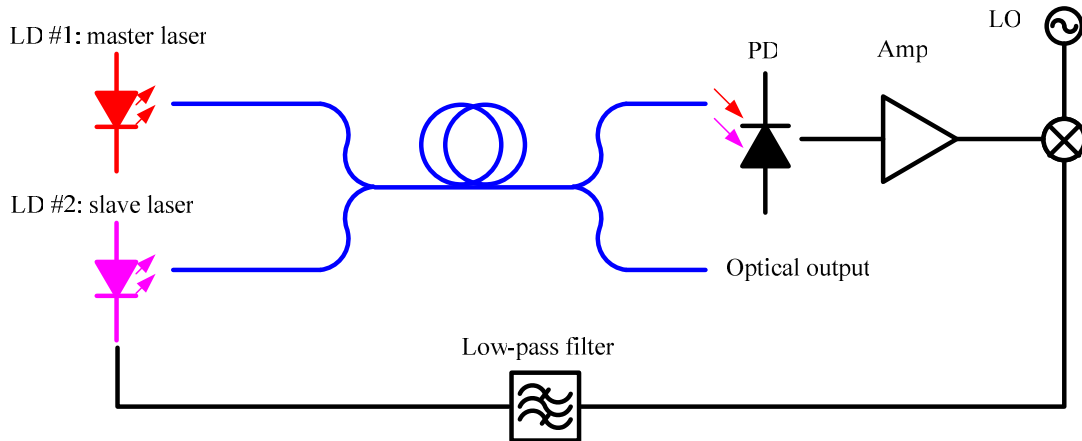 LO
LD #1: master laser
PD
Amp
LD #2: slave laser
Optical output
Low-pass filter